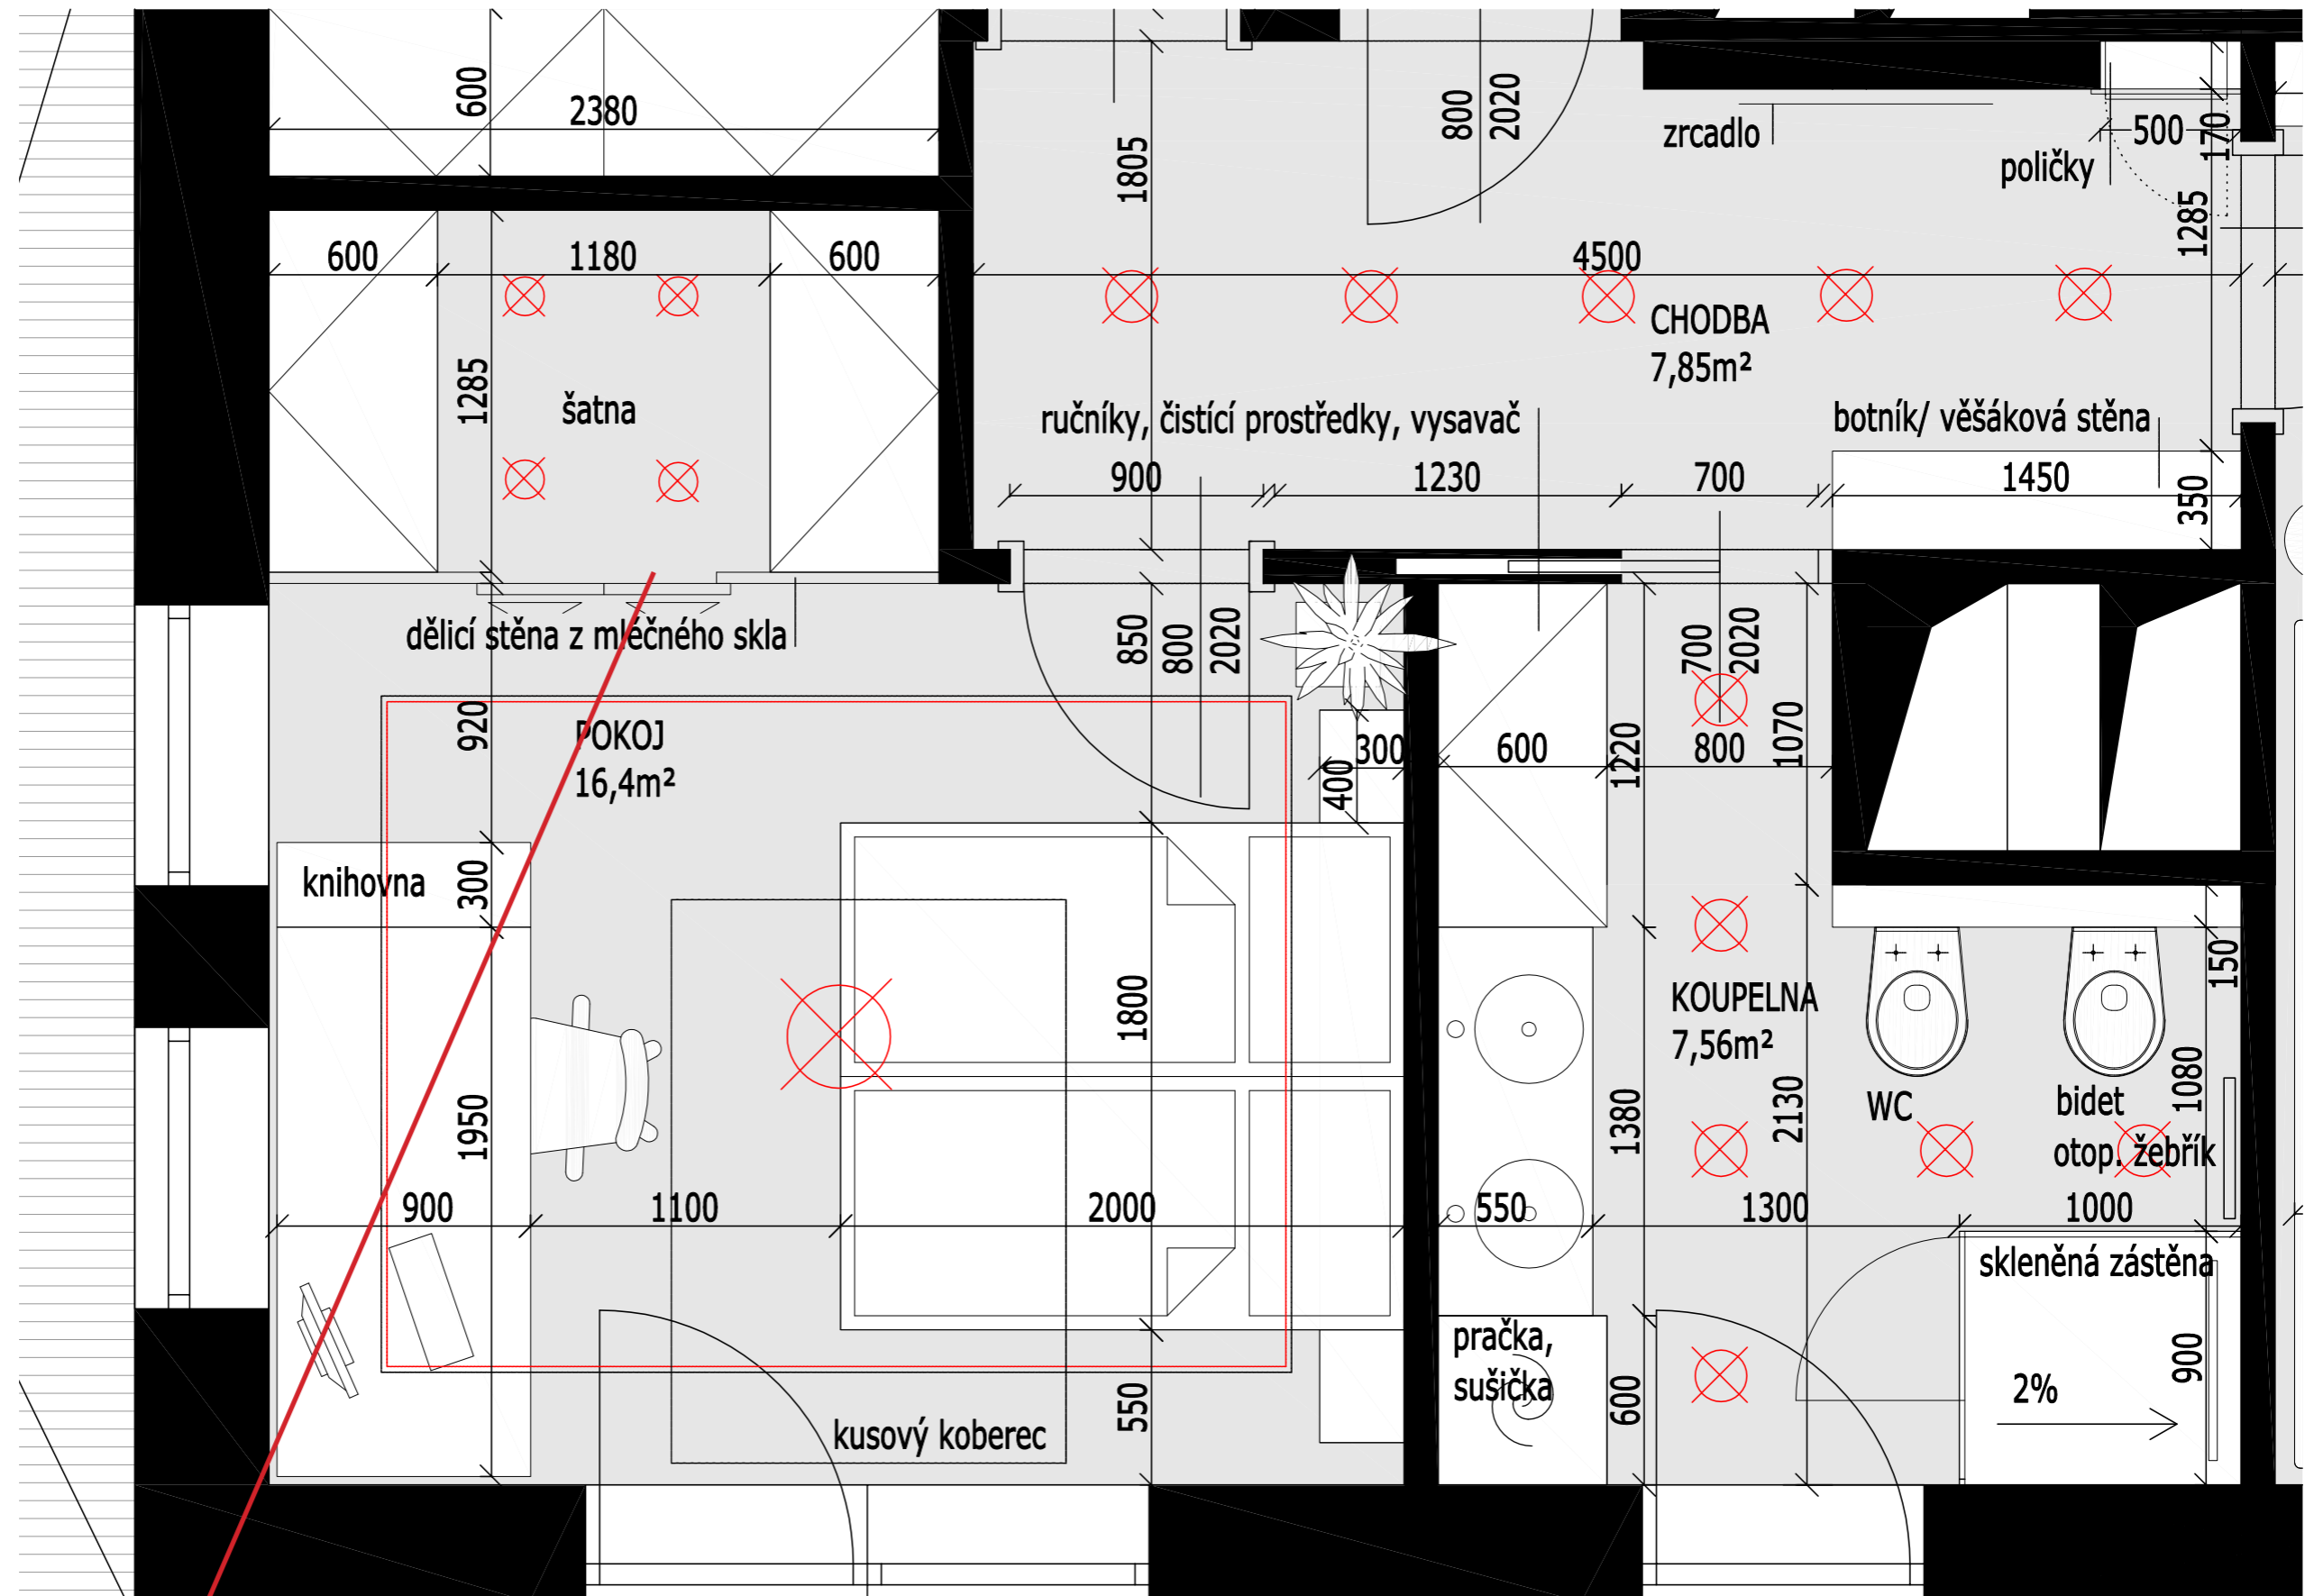 600
2380
1805
800
2020
zrcadlo
poličky
500
170
1285
600
1180
600
4500
CHODBA
7,85m²
1285
šatna
ručníky, čistící prostředky, vysavač
botník/ věšáková stěna
900
1230
700
1450
350
dělicí stěna z mléčného skla
850
800
2020
700
2020
920
POKOJ
16,4m²
300
400
600
1220
800
1070
knihovna
300
1800
KOUPELNA
7,56m²
150
1950
1380
2130
WC
bidet
1080
otop. žebřík
900
1100
2000
550
1300
1000
skleněná zástěna
pračka,
sušička
600
900
2%
550
kusový koberec